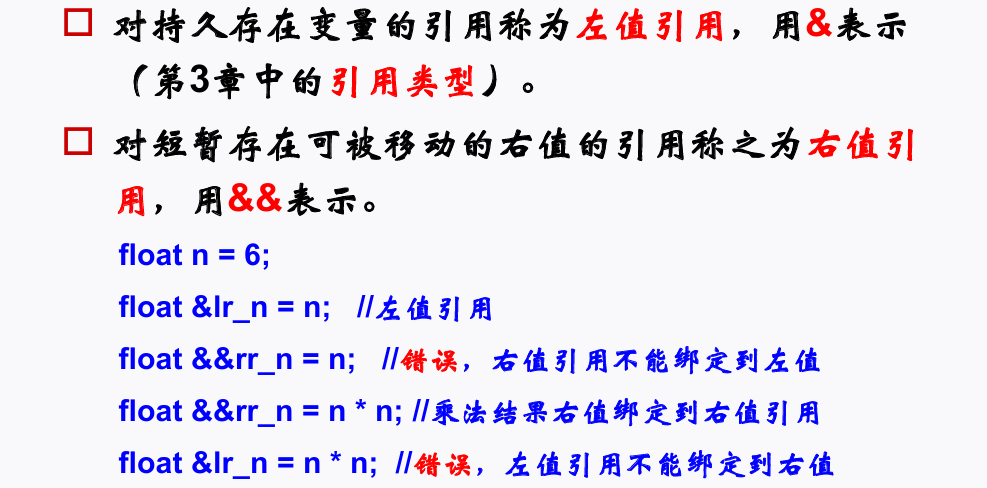 对持久存在变量的引用称为左值引用，用&表示
（第3章中的引用类型）。
对短暂存在可被移动的右值的引用称之为右值引
用，用&&表示。
float n = 6;
float &lr_n = n; //左值引用
float &&rr_n = n; //错误，右值引用不能绑定到左值
float &&rr_n = n * n; //乘法结果右值绑定到右值引用
float &lr_n = n * n; //错误，左值引用不能绑定到右值